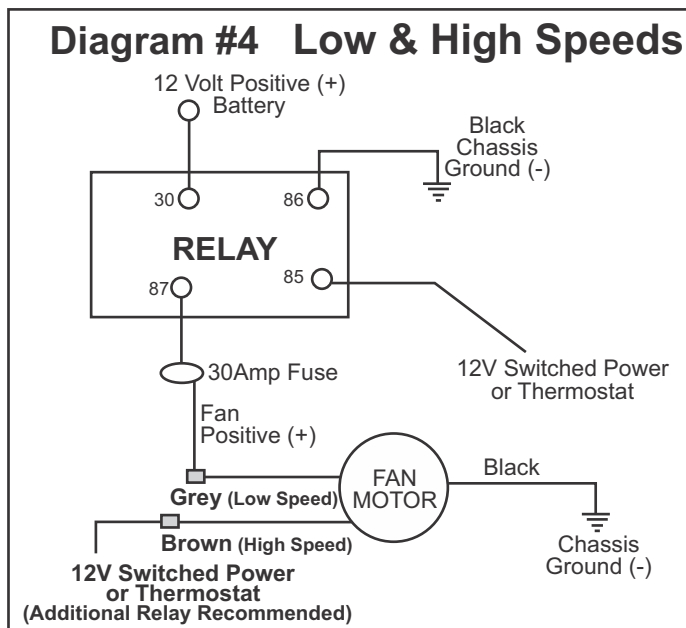 Diagram #4 Low & High Speeds
12 Volt Positive (+)
Battery
Black
Chassis
Ground (-)
30
86
RELAY
87
85
30Amp Fuse
12V Switched Power
or Thermostat
Fan
Positive (+)
FAN
MOTOR
Black
Grey (Low Speed)
Brown (High Speed)
Chassis
Ground (-)
12V Switched Power
or Thermostat
(Additional Relay Recommended)